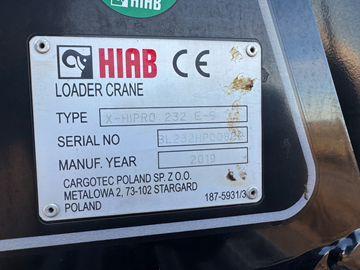 HIAB
HIAB CE
LOADER CRANE
TYPE X-HIPRO 232 E-5
SERIAL NO
MANUF. YEAR 2019
CARGOTEC POLAND SP. Z O.O.
METALOWA 2, 73-102 STARGARD
POLAND 187-5931/3